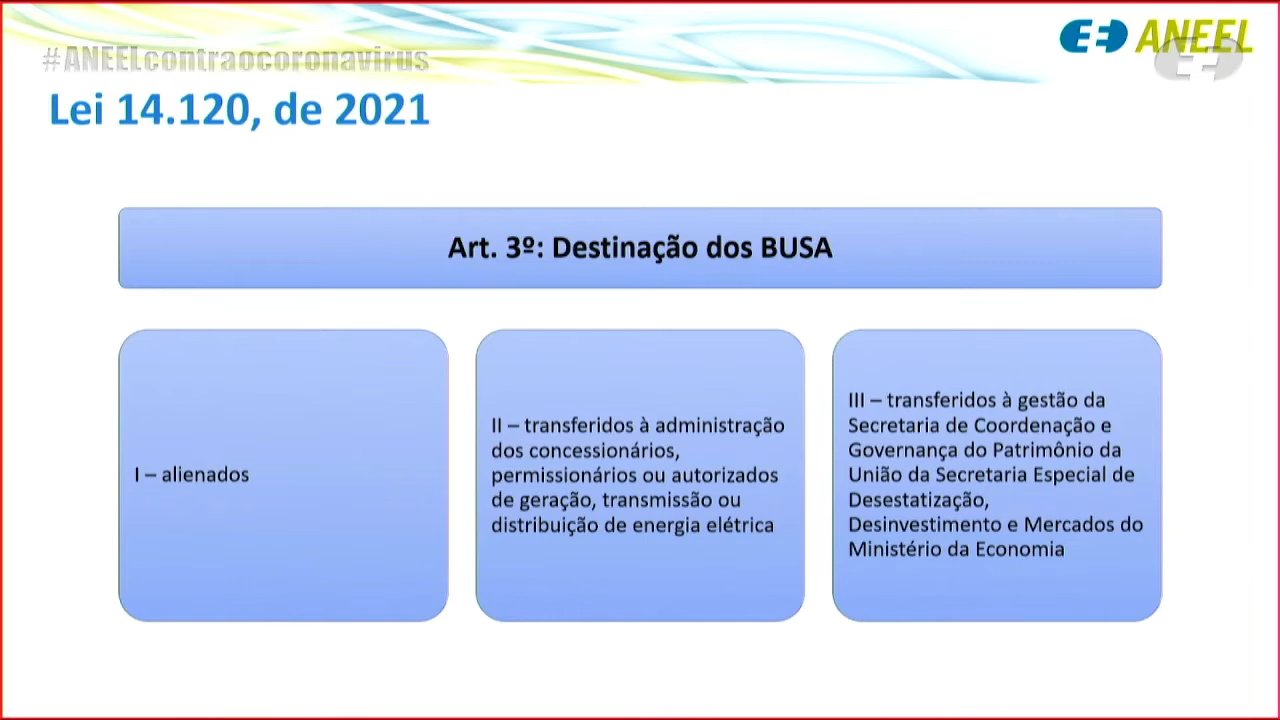 #ANEELcontraocoronavirus
ANEEL
Lei 14.120, de 2021
Art. 3º: Destinação dos BUSA
I – alienados
II – transferidos à administração
dos concessionários,
permissionários ou autorizados
de geração, transmissão ou
distribuição de energia elétrica
III – transferidos à gestão da
Secretaria de Coordenação e
Governança do Patrimônio da
União da Secretaria Especial de
Desestatização,
Desinvestimento e Mercados do
Ministério da Economia